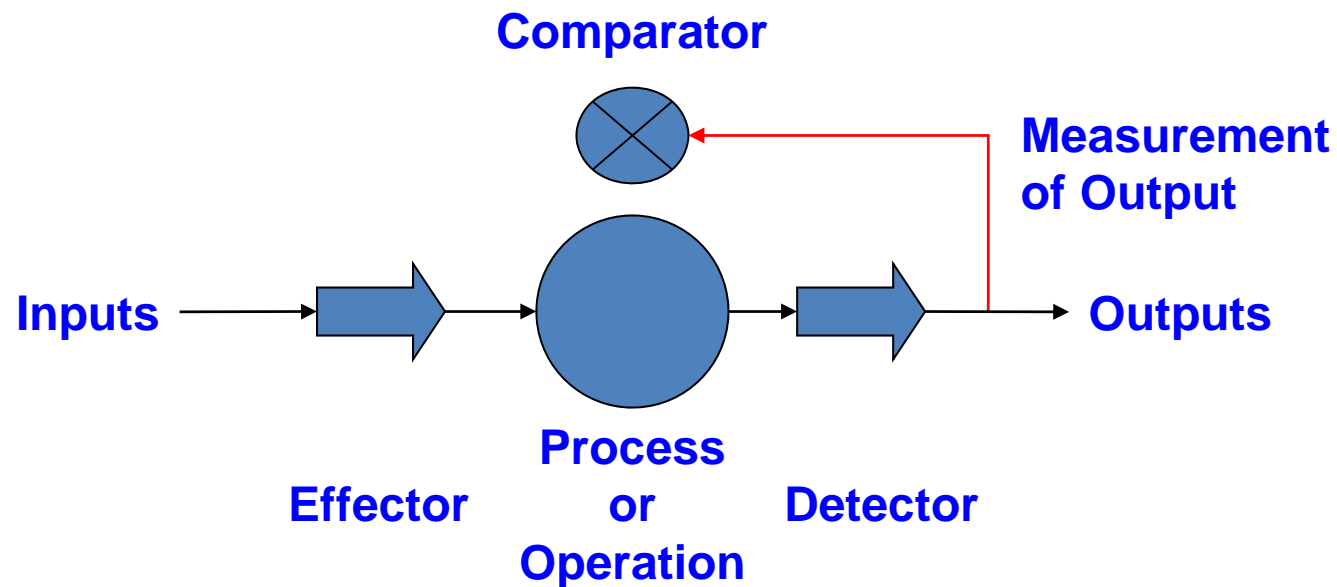 Comparator
Measurement
of Output
Inputs
Outputs
Process
or
Operation
Effector
Detector